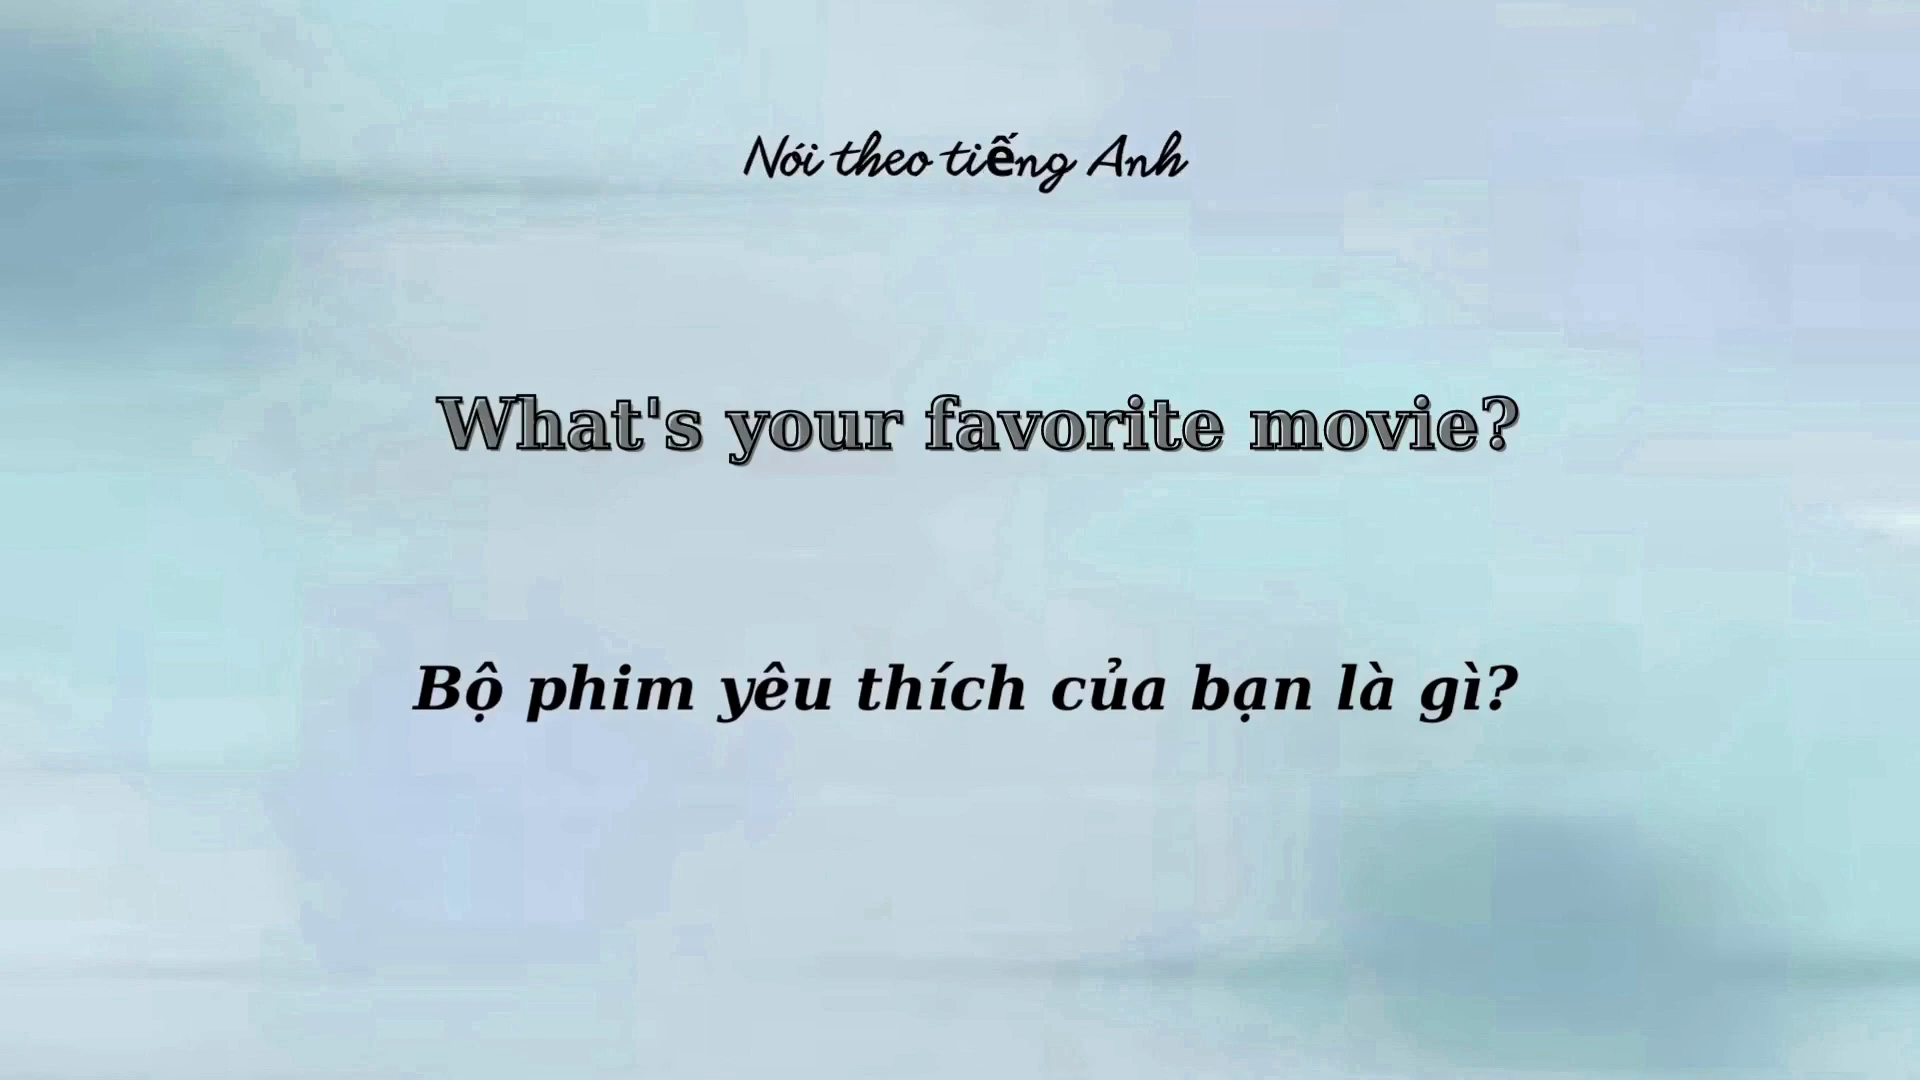 Nói theo tiếng Anh
What's your favorite movie?
Bộ phim yêu thích của bạn là gì?